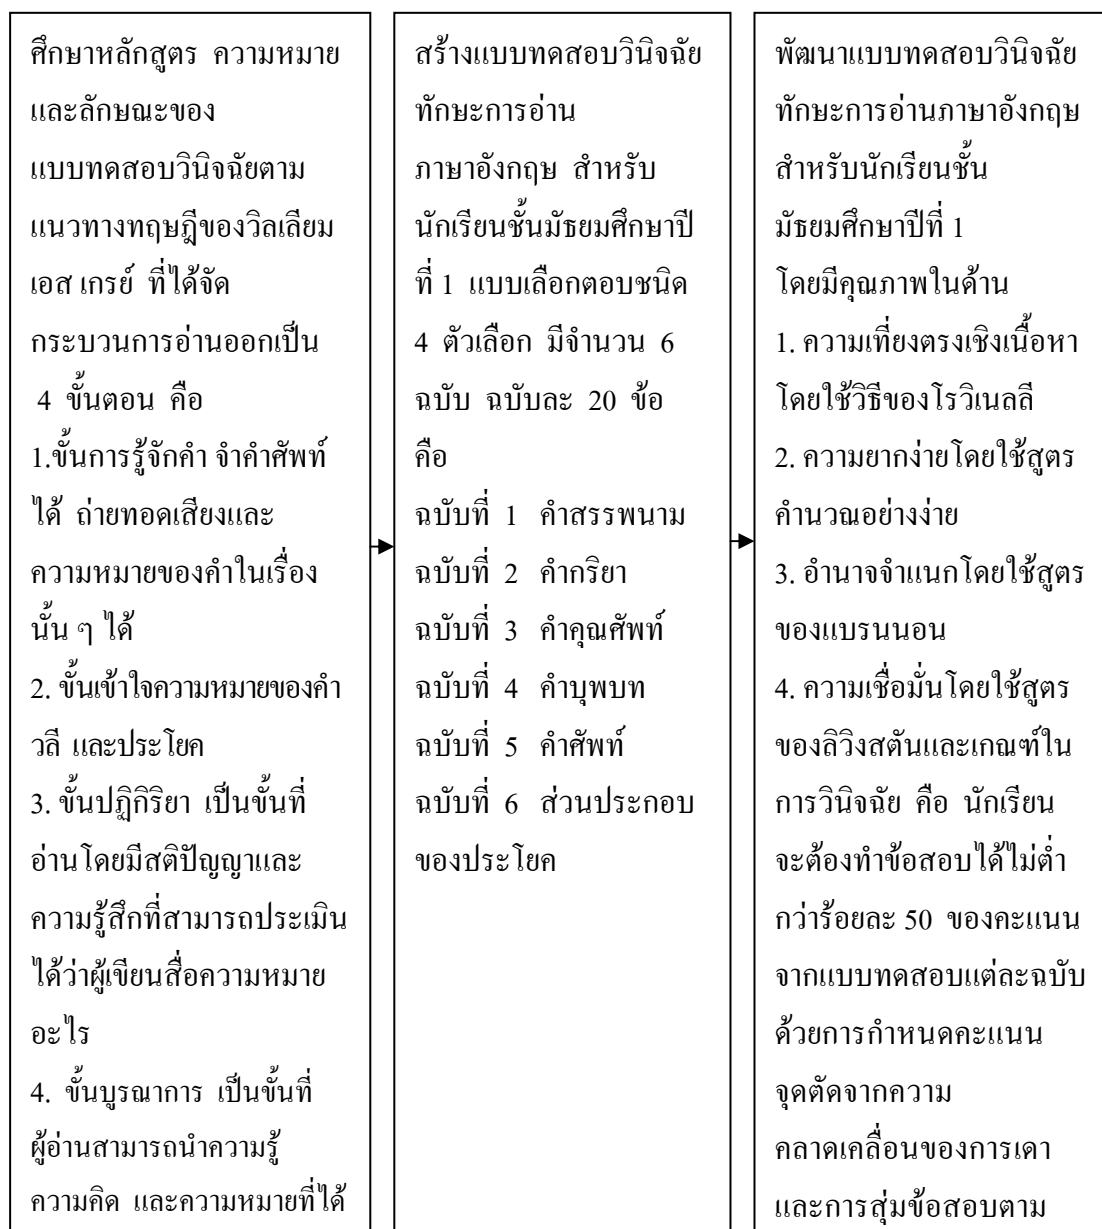 ศึกษาหลักสูตร ความหมาย
และลักษณะของ
แบบทดสอบวินิจฉัยตาม
แนวทางทฤษฎีของวิลเลียม
เอส เกรย์ ที่ได้จัด
กระบวนการอ่านออกเป็น
4 ขั้นตอน คือ
1.ขั้นการรู้จักคำ จำคำศัพท์
ได้ ถ่ายทอดเสียงและ
ความหมายของคำในเรื่อง
นั้น ๆ ได้
2. ขั้นเข้าใจความหมายของคำ
วลี และประโยค
3. ขั้นปฏิกิริยา เป็นขั้นที่
อ่านโดยมีสติปัญญาและ
ความรู้สึกที่สามารถประเมิน
ได้ว่าผู้เขียนสื่อความหมาย
อะไร
4. ขั้นบูรณาการ เป็นขั้นที่
ผู้อ่านสามารถนำความรู้
ความคิด และความหมายที่ได้
สร้างแบบทดสอบวินิจฉัย
ทักษะการอ่าน
ภาษาอังกฤษ สำหรับ
นักเรียนชั้นมัธยมศึกษาปี
ที่ 1 แบบเลือกตอบชนิด
4 ตัวเลือก มีจำนวน 6
ฉบับ ฉบับละ 20 ข้อ
คือ
ฉบับที่ 1 คำสรรพนาม
ฉบับที่ 2 คำกริยา
ฉบับที่ 3 คำคุณศัพท์
ฉบับที่ 4 คำบุพบท
ฉบับที่ 5 คำศัพท์
ฉบับที่ 6 ส่วนประกอบ
ของประโยค
พัฒนาแบบทดสอบวินิจฉัย
ทักษะการอ่านภาษาอังกฤษ
สำหรับนักเรียนชั้น
มัธยมศึกษาปีที่ 1
โดยมีคุณภาพในด้าน
1. ความเที่ยงตรงเชิงเนื้อหา
โดยใช้วิธีของโรวิเนลลี
2. ความยากง่ายโดยใช้สูตร
คำนวณอย่างง่าย
3. อำนาจจำแนกโดยใช้สูตร
ของแบรนนอน
4. ความเชื่อมั่นโดยใช้สูตร
ของลิวิงสตันและเกณฑ์ใน
การวินิจฉัย คือ นักเรียน
จะต้องทำข้อสอบได้ไม่ต่ำ
กว่าร้อยละ 50 ของคะแนน
จากแบบทดสอบแต่ละฉบับ
ด้วยการกำหนดคะแนน
จุดตัดจากความ
คลาดเคลื่อนของการเดา
และการสุ่มข้อสอบตาม